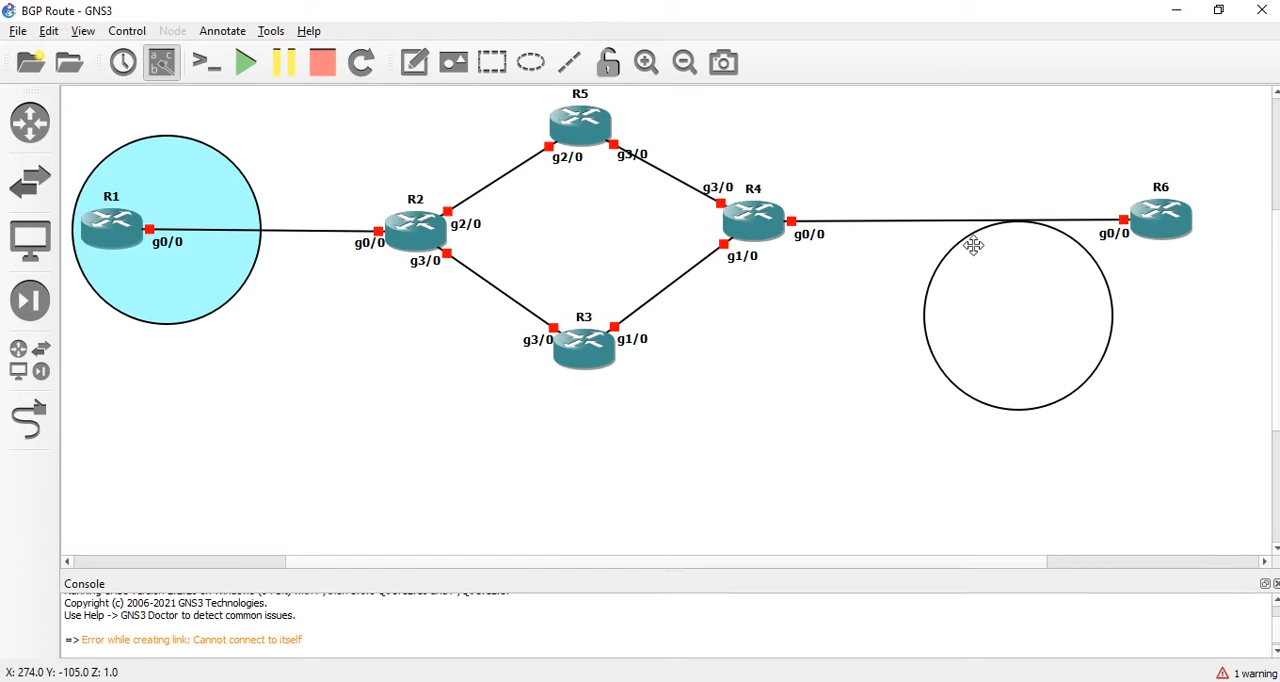 BGP Route - GNS3
File Edit View Control Node Tools Help
Annotate
R5
g2/0
g3/0
R1
g0/0
R2
g0/0
g2/0
g3/0
g3/0
R4
g0/0
g1/0
R6
g0/0
R3
g3/0
g1/0
Console
Copyright (c) 2006-2021 GNS3 Technologies.
Use Help -> GNS3 Doctor to detect common issues.
=> Error while creating link: Cannot connect to itself
X: 274.0 Y: -105.0 Z: 1.0
1 warning